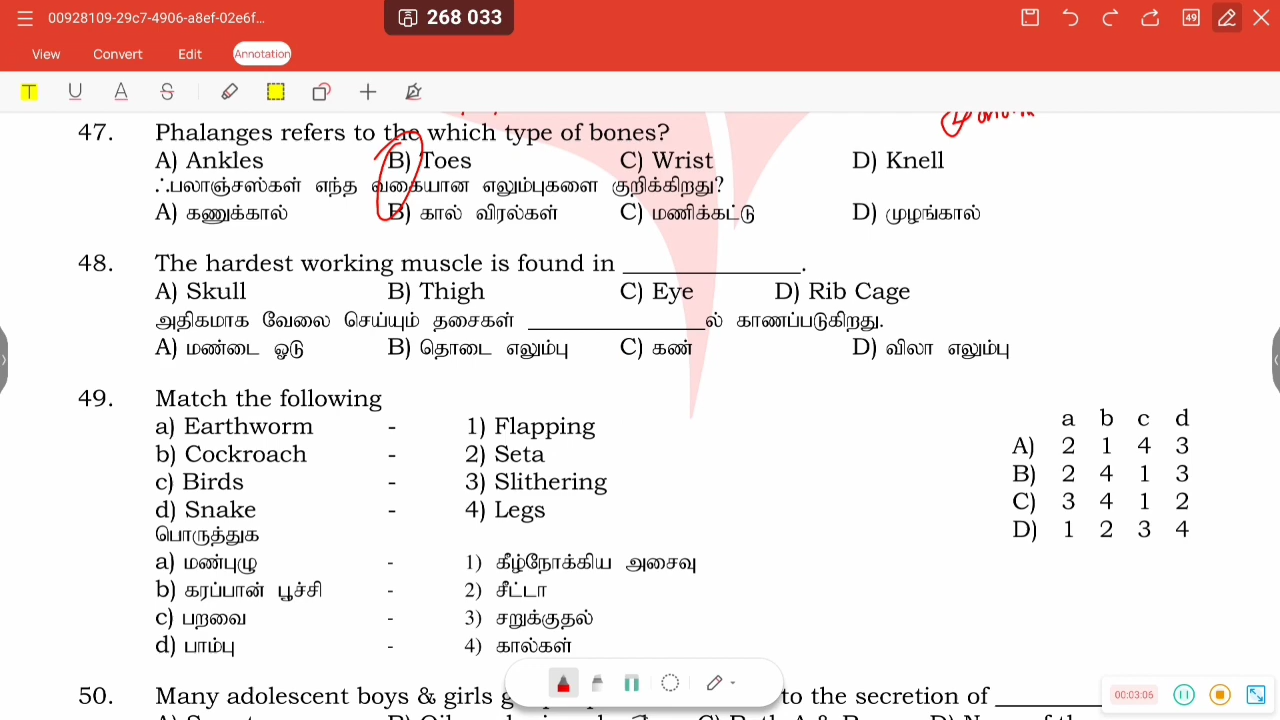 00928109-29c7-4906-a8ef-02e6f...
268 033
49
View Convert Edit Annotation
T U A S
47. Phalanges refers to the which type of bones?
A) Ankles B) Toes C) Wrist D) Knell
ஃபலாஞ்சஸ்கள் எந்த வகையான எலும்புகளை குறிக்கிறது?
A) கணுக்கால் B) கால் விரல்கள் C) மணிக்கட்டு D) முழங்கால்
48. The hardest working muscle is found in ______________.
A) Skull B) Thigh C) Eye D) Rib Cage
அதிகமாக வேலை செய்யும் தசைகள் ______________ல் காணப்படுகிறது.
A) மண்டை ஓடு B) தொடை எலும்பு C) கண் D) விலா எலும்பு
49. Match the following
a) Earthworm - 1) Flapping
b) Cockroach - 2) Seta
c) Birds - 3) Slithering
d) Snake - 4) Legs
a b c d
A) 2 1 4 3
B) 2 4 1 3
C) 3 4 1 2
D) 1 2 3 4
பொருத்துக
a) மண்புழு - 1) கீழ்நோக்கிய அசைவு
b) கரப்பான் பூச்சி - 2) சீட்டா
c) பறவை - 3) சறுக்குதல்
d) பாம்பு - 4) கால்கள்
50. Many adolescent boys & girls to the secretion of ________
00:03:06